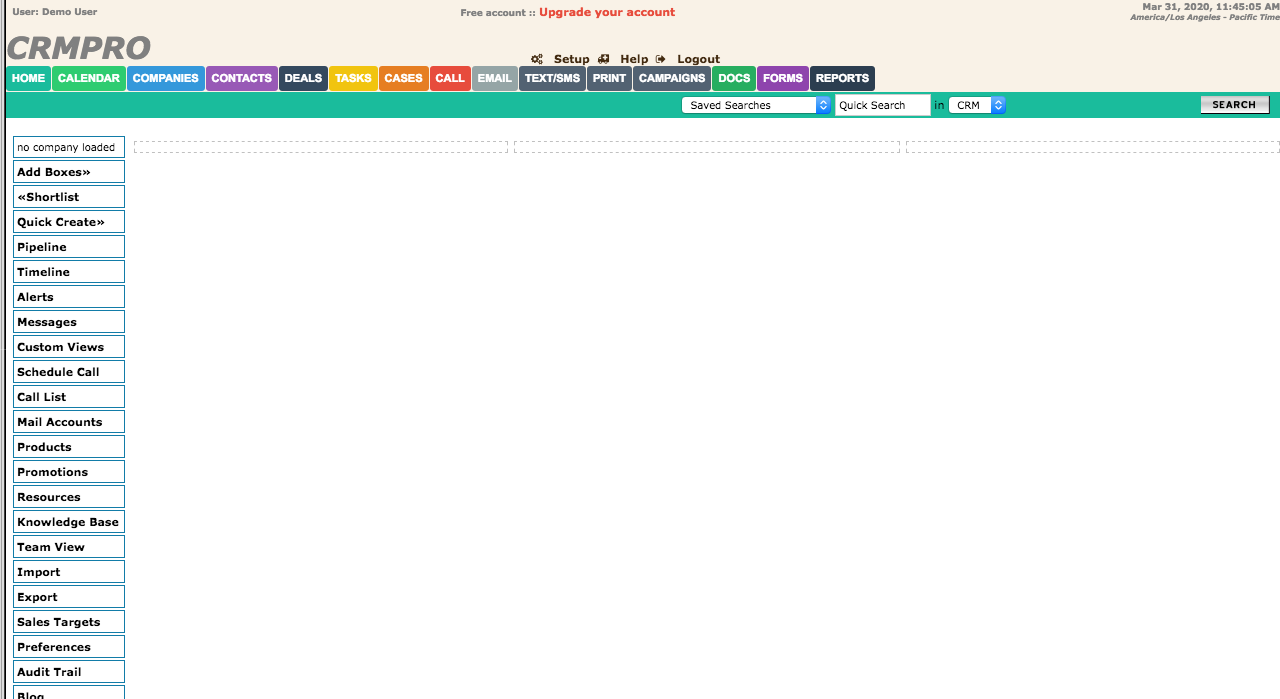 User: Demo User
Free account :: Upgrade your account
Mar 31, 2020, 11:45:05 AM
America/Los Angeles - Pacific Time
CRMPRO
Setup Help Logout
HOME CALENDAR COMPANIES CONTACTS DEALS TASKS CASES CALL EMAIL TEXT/SMS PRINT CAMPAIGNS DOCS FORMS REPORTS
Saved Searches Quick Search in CRM SEARCH
no company loaded
Add Boxes»
«Shortlist
Quick Create»
Pipeline
Timeline
Alerts
Messages
Custom Views
Schedule Call
Call List
Mail Accounts
Products
Promotions
Resources
Knowledge Base
Team View
Import
Export
Sales Targets
Preferences
Audit Trail
Blog